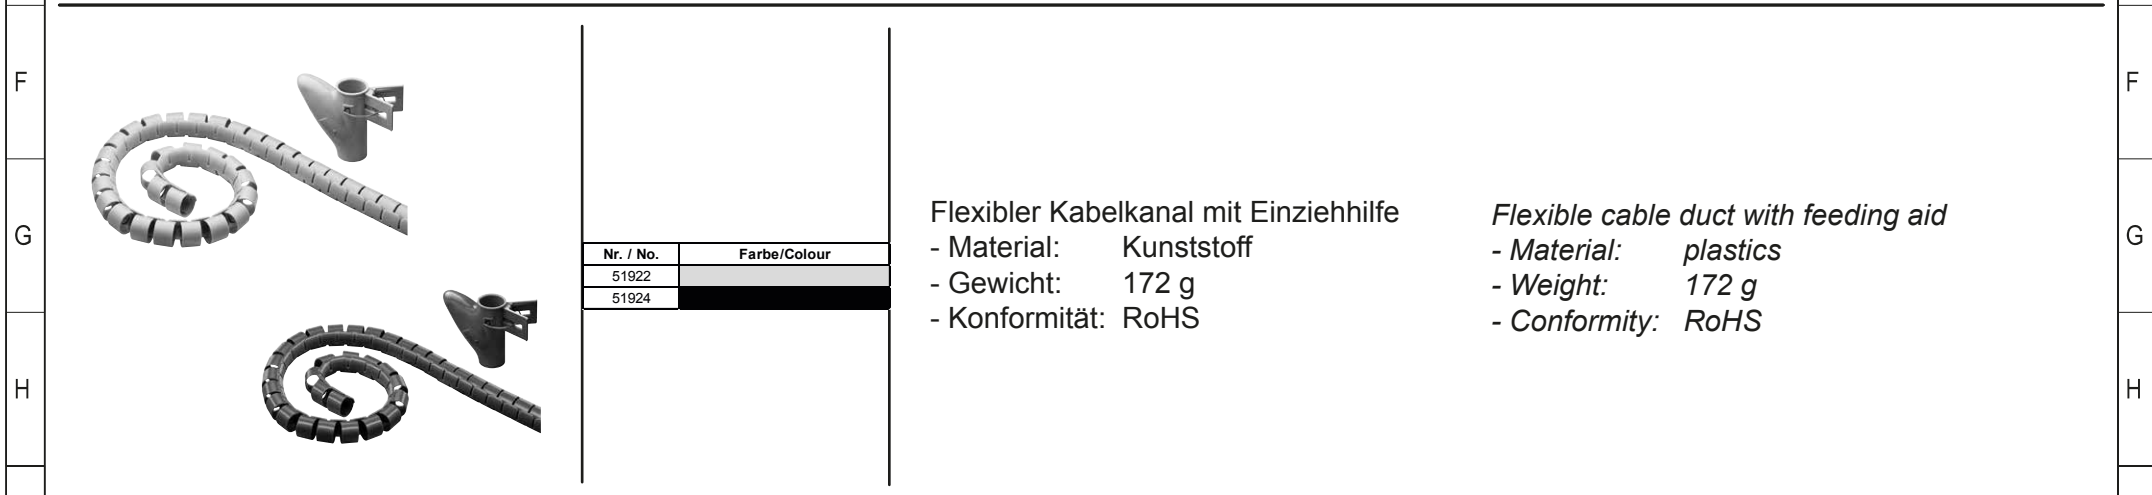 F
G
H
Nr. / No. Farbe/Colour
51922
51924
Flexibler Kabelkanal mit Einziehhilfe
- Material: Kunststoff
- Gewicht: 172 g
- Konformität: RoHS
Flexible cable duct with feeding aid
- Material: plastics
- Weight: 172 g
- Conformity: RoHS
F
G
H